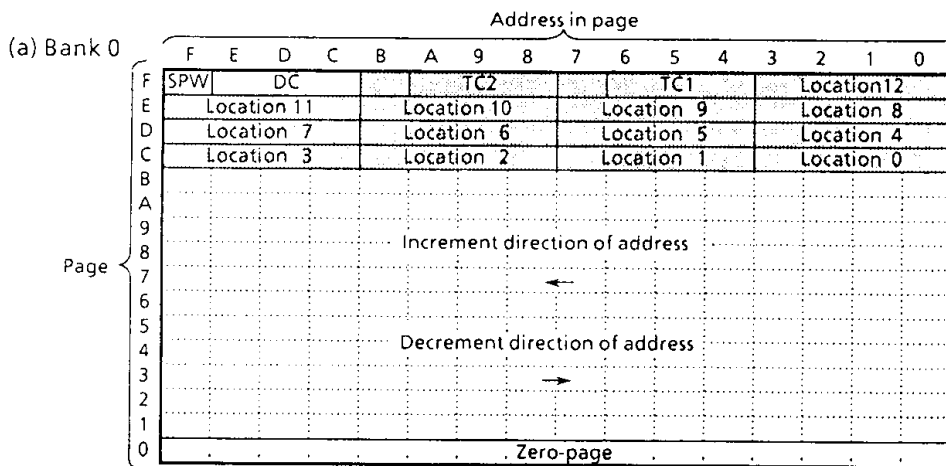 Address in page
(a) Bank 0
F E D C B A 9 8 7 6 5 4 3 2 1 0
F SPW DC TC2 TC1 Location12
E Location 11 Location 10 Location 9 Location 8
D Location 7 Location 6 Location 5 Location 4
C Location 3 Location 2 Location 1 Location 0
B
A
9
Increment direction of address
8
Page
7
6
5
4
Decrement direction of address
3
2
1
0 Zero-page